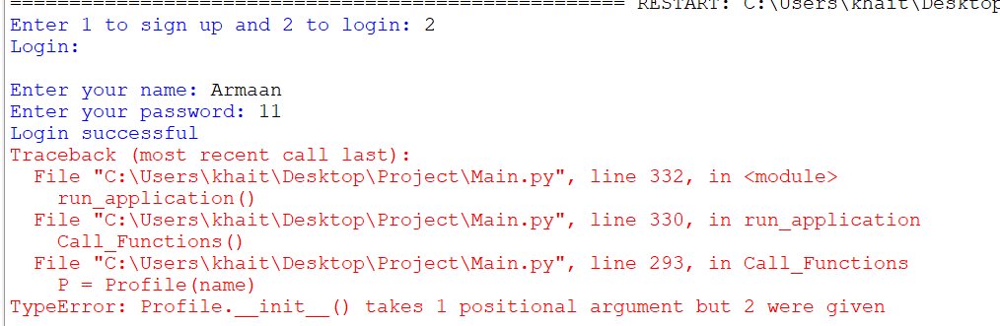 ===================================================== RESTART: C:\Users\khait\Desktop
Enter 1 to sign up and 2 to login: 2
Login:
Enter your name: Armaan
Enter your password: 11
Login successful
Traceback (most recent call last):
  File "C:\Users\khait\Desktop\Project\Main.py", line 332, in <module>
    run_application()
  File "C:\Users\khait\Desktop\Project\Main.py", line 330, in run_application
    Call_Functions()
  File "C:\Users\khait\Desktop\Project\Main.py", line 293, in Call_Functions
    P = Profile(name)
TypeError: Profile.__init__() takes 1 positional argument but 2 were given